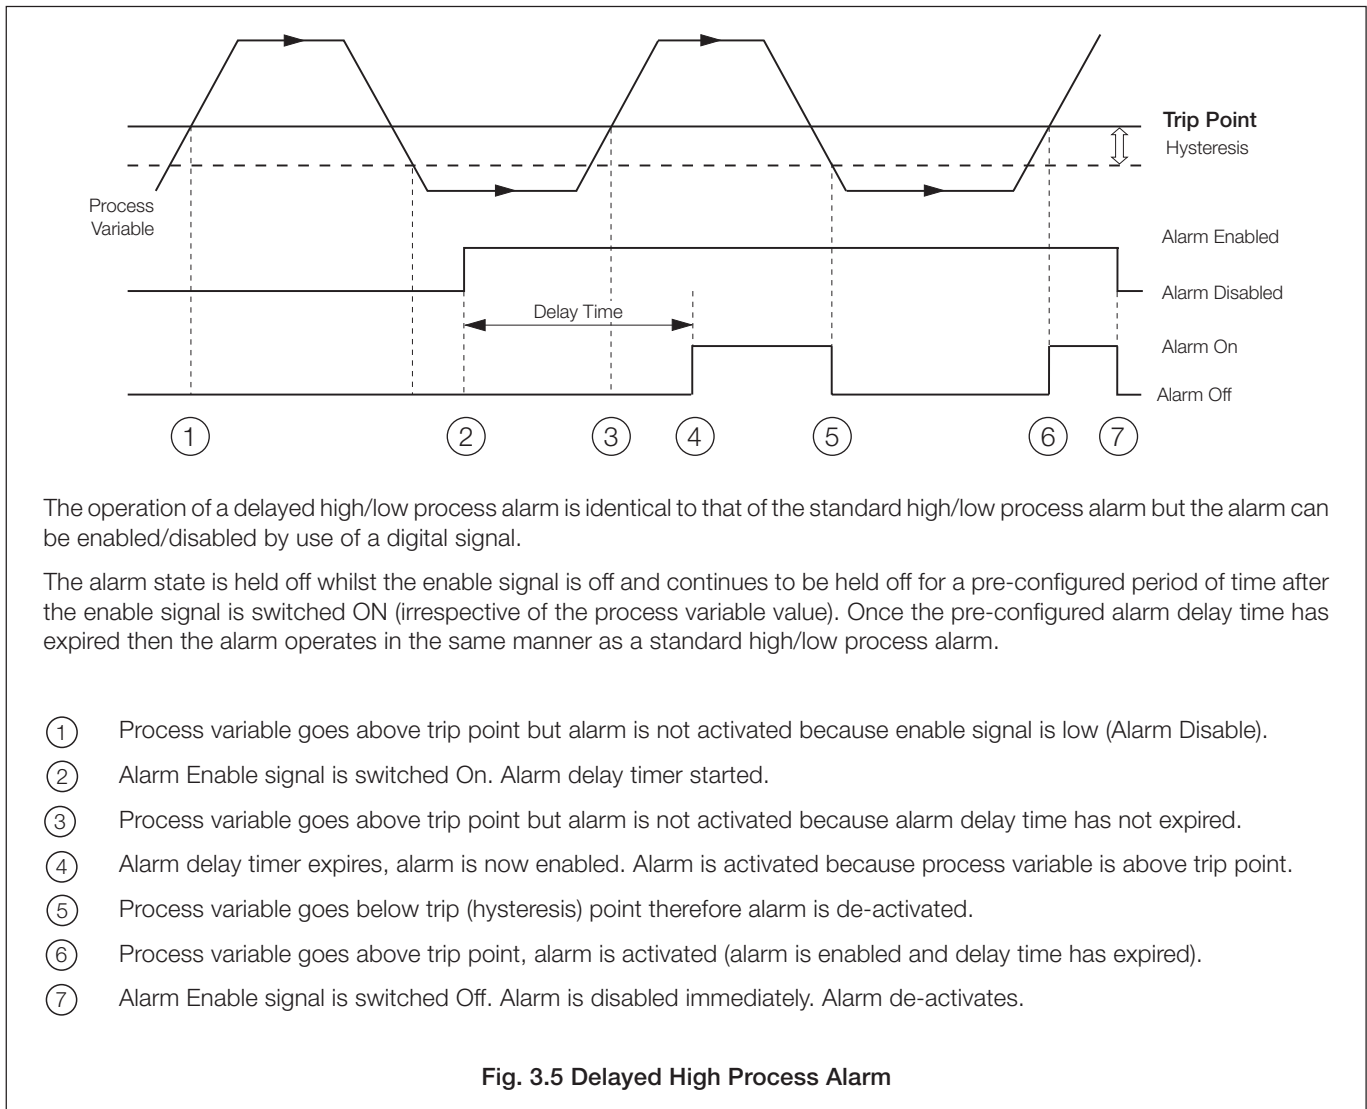 Trip Point
Hysteresis
Process
Variable
Alarm Enabled
Alarm Disabled
Delay Time
Alarm On
Alarm Off
1 2 3 4 5 6 7
The operation of a delayed high/low process alarm is identical to that of the standard high/low process alarm but the alarm can
be enabled/disabled by use of a digital signal.
The alarm state is held off whilst the enable signal is off and continues to be held off for a pre-configured period of time after
the enable signal is switched ON (irrespective of the process variable value). Once the pre-configured alarm delay time has
expired then the alarm operates in the same manner as a standard high/low process alarm.
1 Process variable goes above trip point but alarm is not activated because enable signal is low (Alarm Disable).
2 Alarm Enable signal is switched On. Alarm delay timer started.
3 Process variable goes above trip point but alarm is not activated because alarm delay time has not expired.
4 Alarm delay timer expires, alarm is now enabled. Alarm is activated because process variable is above trip point.
5 Process variable goes below trip (hysteresis) point therefore alarm is de-activated.
6 Process variable goes above trip point, alarm is activated (alarm is enabled and delay time has expired).
7 Alarm Enable signal is switched Off. Alarm is disabled immediately. Alarm de-activates.
Fig. 3.5 Delayed High Process Alarm